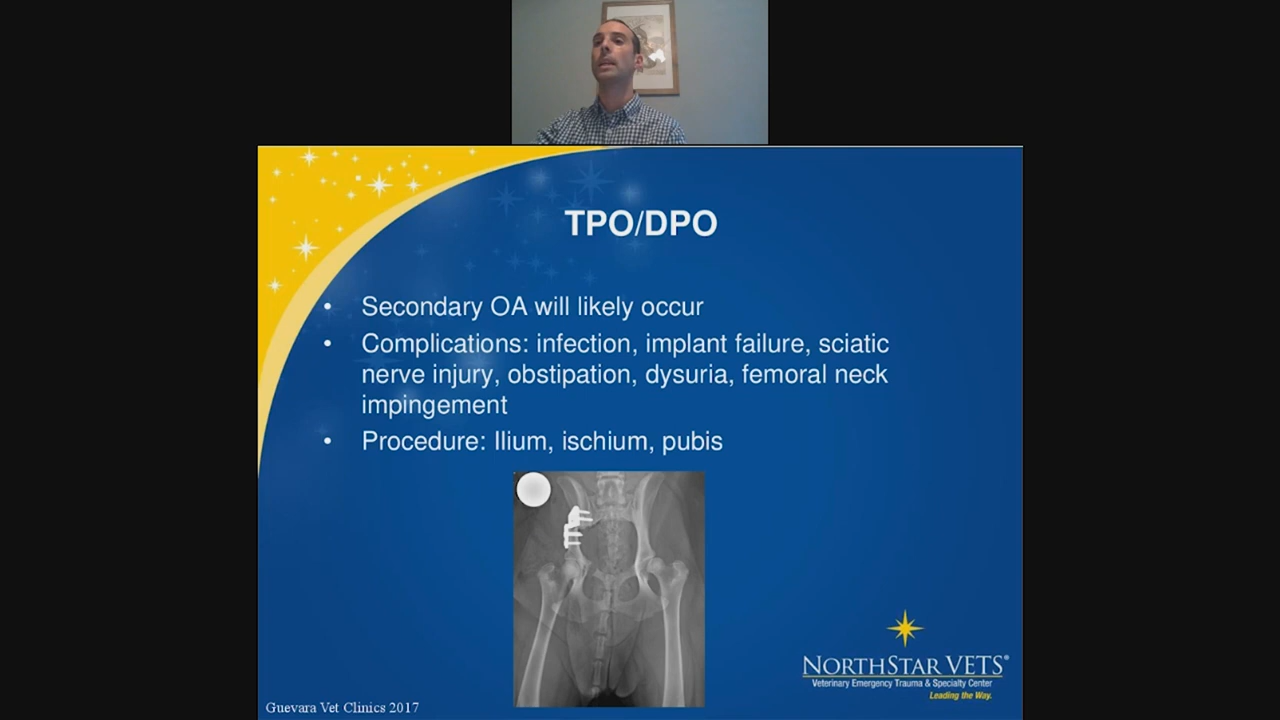 TPO/DPO
• Secondary OA will likely occur
• Complications: infection, implant failure, sciatic
nerve injury, obstipation, dysuria, femoral neck
impingement
• Procedure: Ilium, ischium, pubis
NORTHSTAR VETS®
Veterinary Emergency Trauma & Specialty Center
Leading the Way.
Guevara Vet Clinics 2017